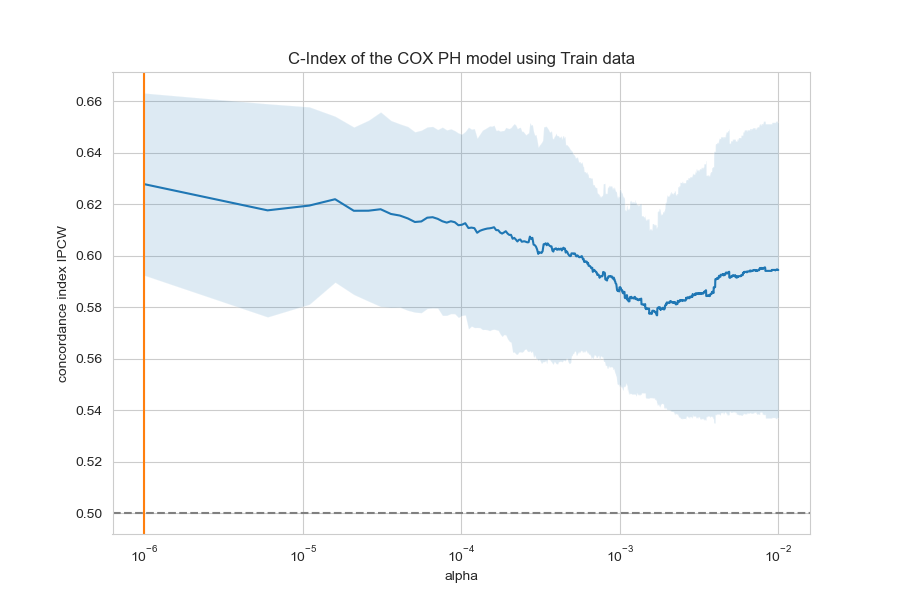 C-Index of the COX PH model using Train data
concordance index IPCW
0.66
0.64
0.62
0.60
0.58
0.56
0.54
0.52
0.50
10⁻⁶ 10⁻⁵ 10⁻⁴ 10⁻³ 10⁻²
alpha